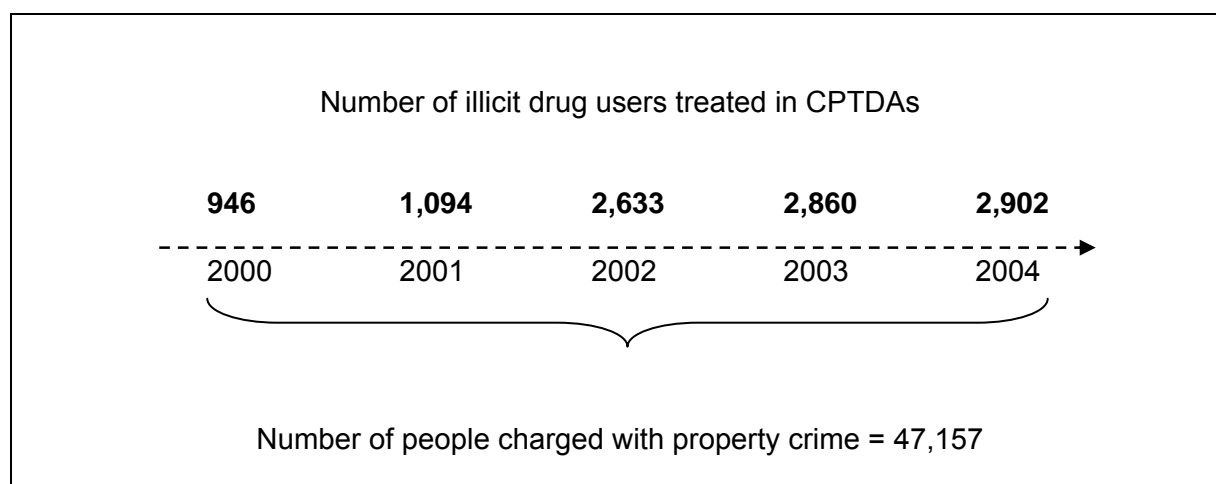 Number of illicit drug users treated in CPTDAs
946 1,094 2,633 2,860 2,902
2000 2001 2002 2003 2004
Number of people charged with property crime = 47,157